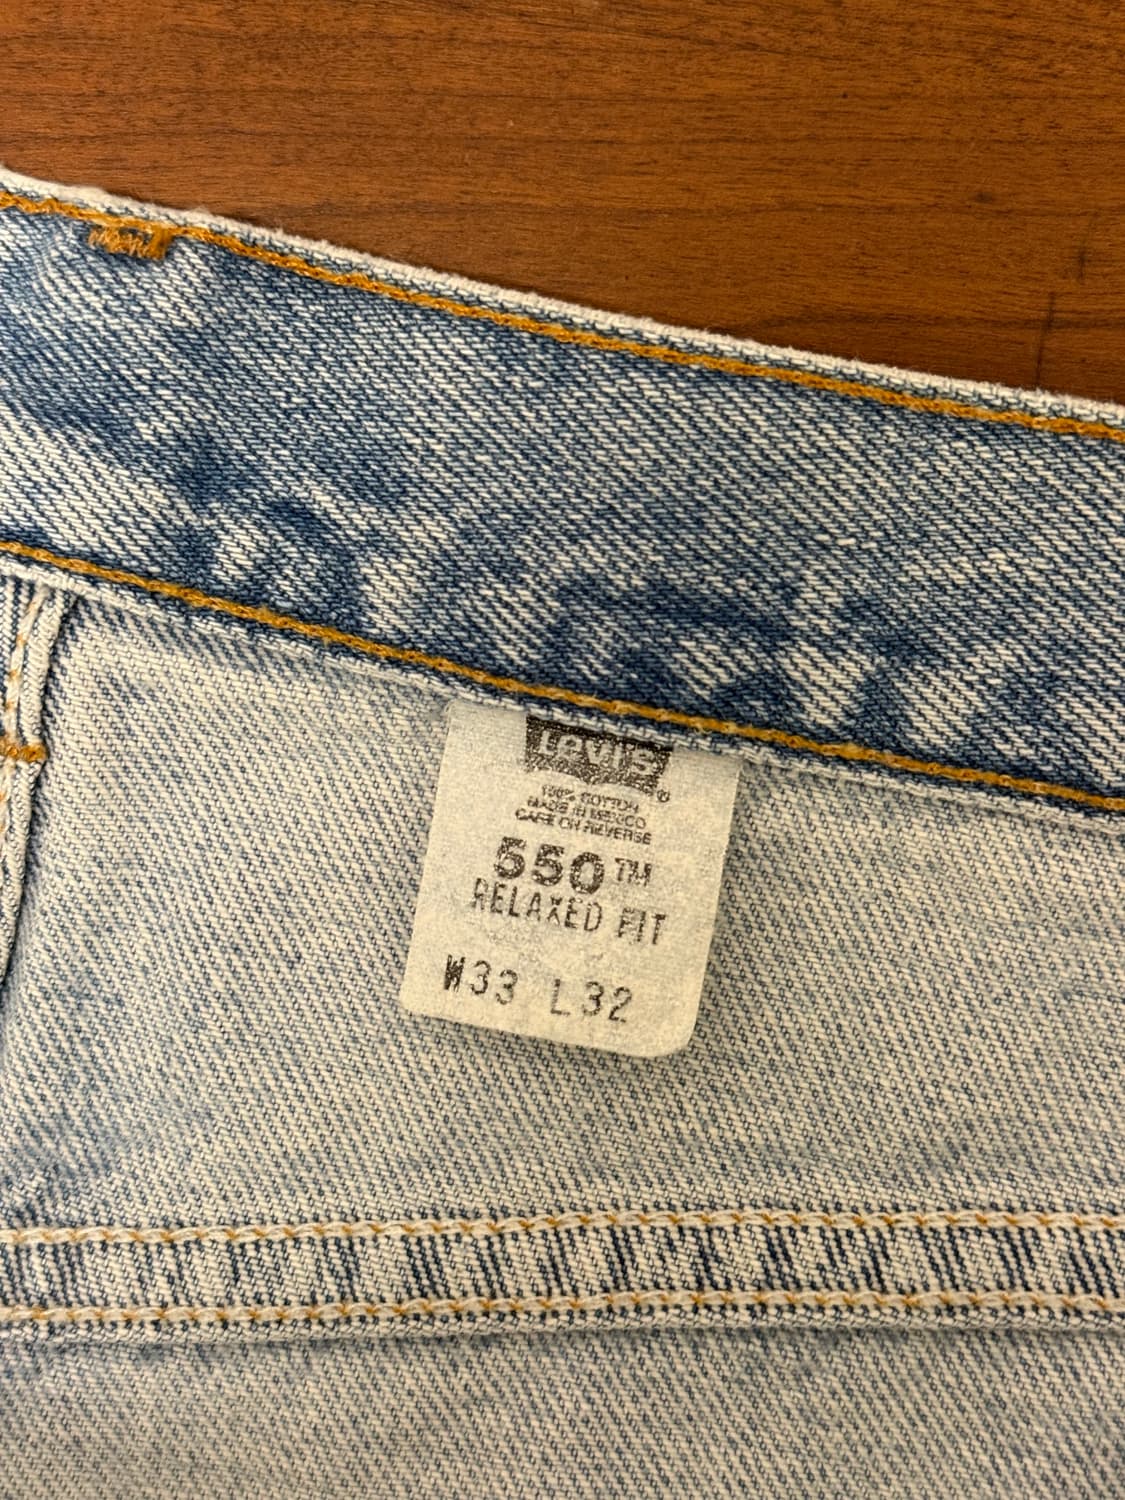 Levi's®
100% COTTON
MADE IN MEXICO
CARE ON REVERSE
550™
RELAXED FIT
W33 L32